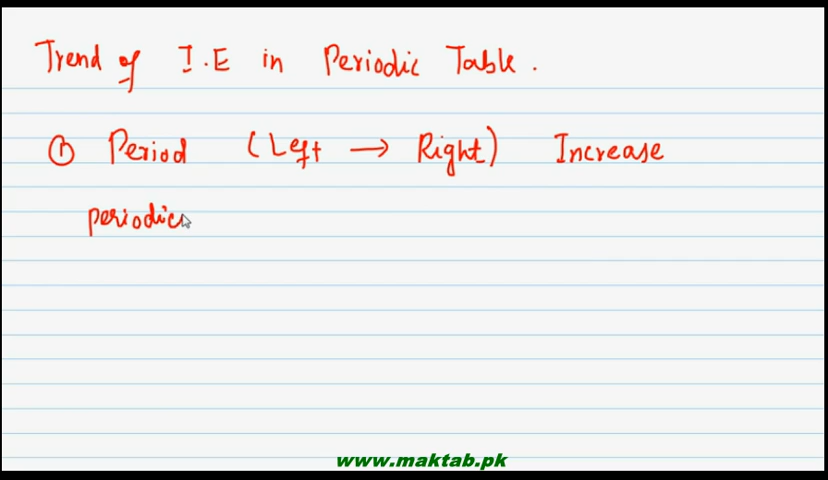 Trend of I.E in Periodic Table.
① Period (Left → Right) Increase
periodic
www.maktab.pk